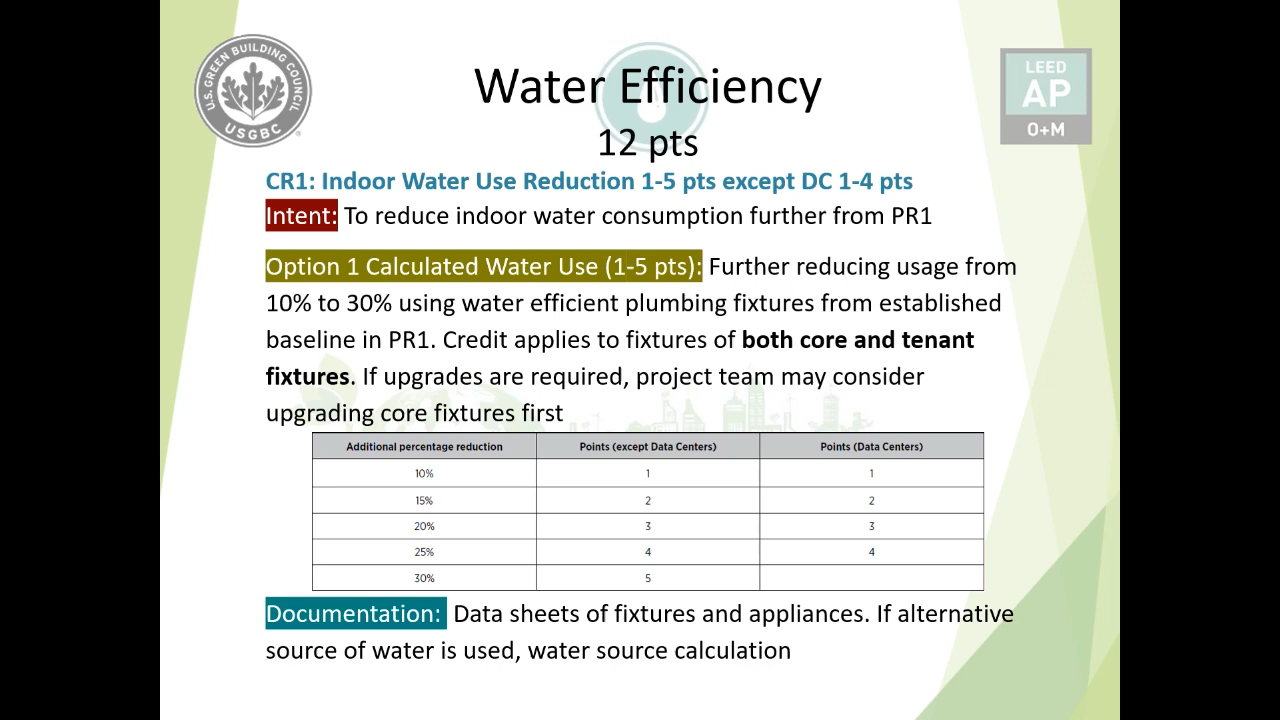 U.S. GREEN BUILDING COUNCIL
USGBC
Water Efficiency
12 pts
LEED
AP
O+M
CR1: Indoor Water Use Reduction 1-5 pts except DC 1-4 pts
Intent: To reduce indoor water consumption further from PR1
Option 1 Calculated Water Use (1-5 pts): Further reducing usage from
10% to 30% using water efficient plumbing fixtures from established
baseline in PR1. Credit applies to fixtures of both core and tenant
fixtures. If upgrades are required, project team may consider
upgrading core fixtures first
Additional percentage reduction Points (except Data Centers) Points (Data Centers)
10% 1 1
15% 2 2
20% 3 3
25% 4 4
30% 5
Documentation: Data sheets of fixtures and appliances. If alternative
source of water is used, water source calculation